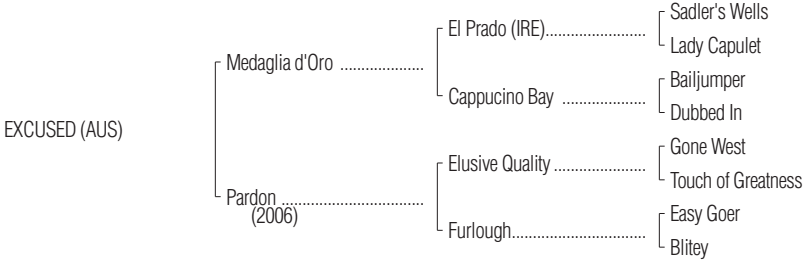 Sadler's Wells
El Prado (IRE)........................
Lady Capulet
Medaglia d'Oro ....................
Bailjumper
Cappucino Bay ....................
Dubbed In
EXCUSED (AUS)
Gone West
Elusive Quality ......................
Touch of Greatness
Pardon ..................................
(2006)
Easy Goer
Furlough................................
Blitey